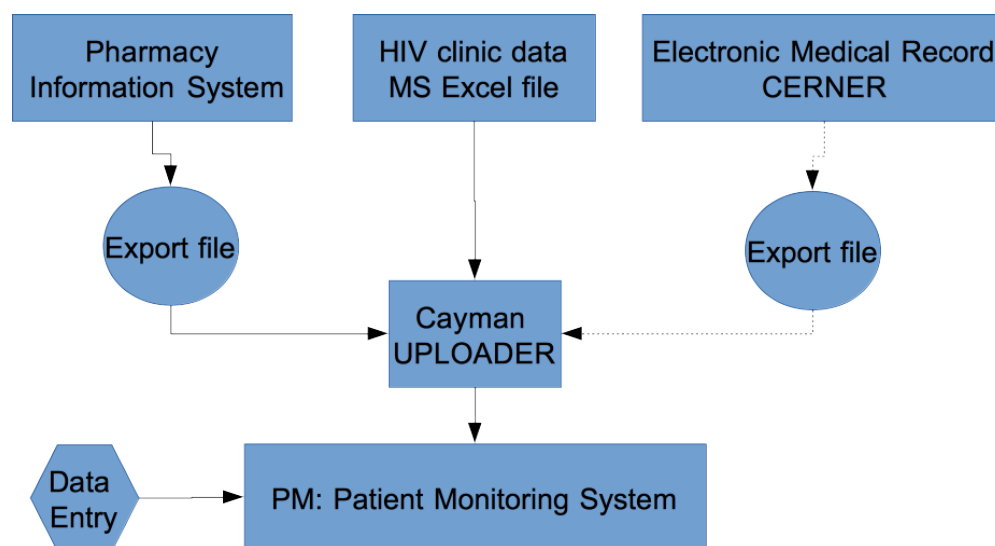 Pharmacy
Information System
HIV clinic data
MS Excel file
Electronic Medical Record
CERNER
Export file
Export file
Cayman
UPLOADER
Data
Entry
PM: Patient Monitoring System